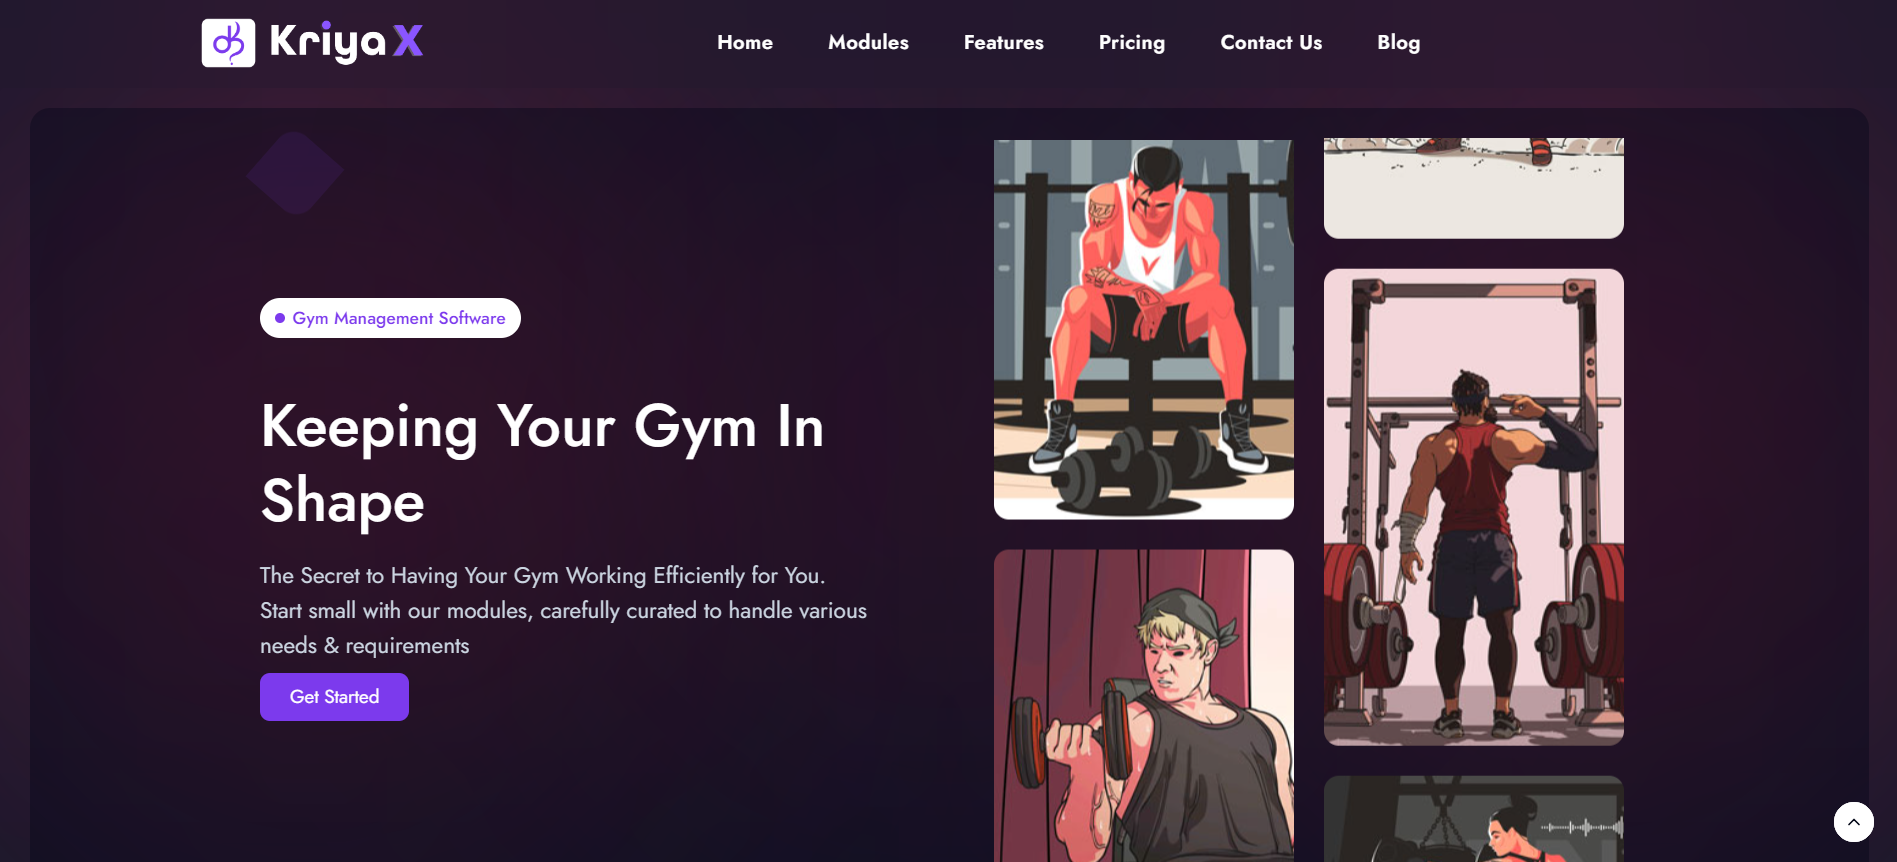 Kriya X
Home Modules Features Pricing Contact Us Blog
Gym Management Software
Keeping Your Gym In
Shape
The Secret to Having Your Gym Working Efficiently for You.
Start small with our modules, carefully curated to handle various
needs & requirements
Get Started